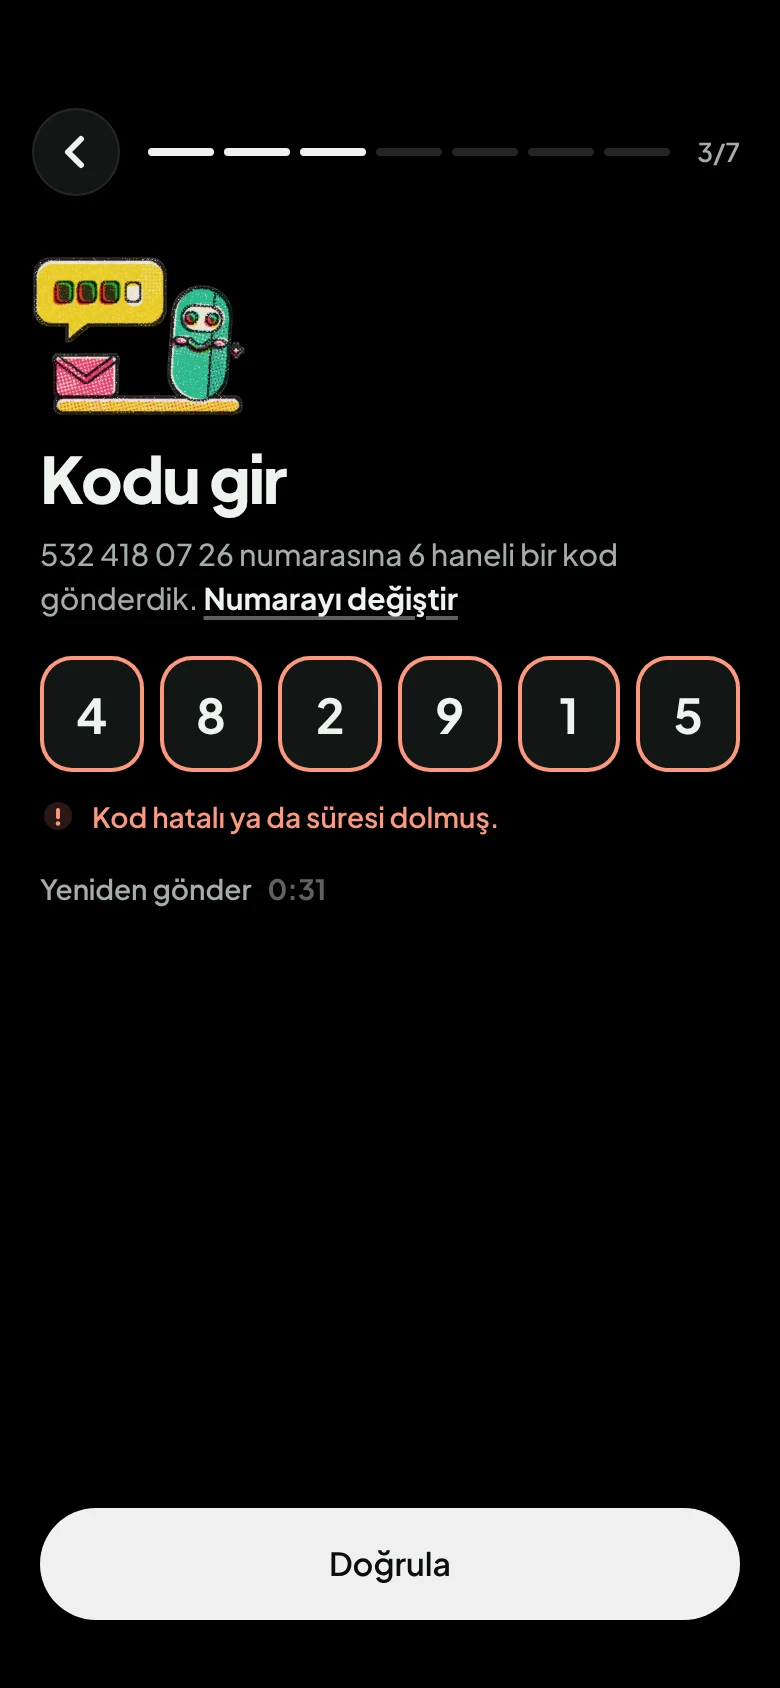 3/7
Kodu gir
532 418 07 26 numarasına 6 haneli bir kod
gönderdik. Numarayı değiştir
4 8 2 9 1 5
Kod hatalı ya da süresi dolmuş.
Yeniden gönder 0:31
Doğrula